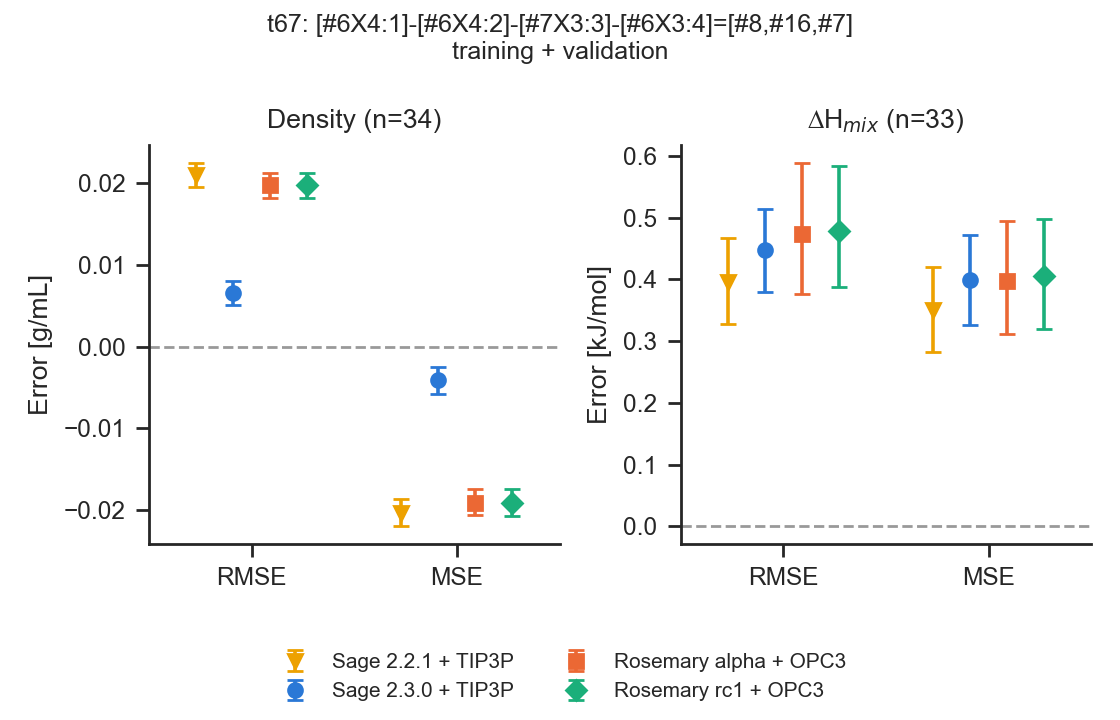 t67: [#6X4:1]-[#6X4:2]-[#7X3:3]-[#6X3:4]=[#8,#16,#7]
training + validation
Density (n=34)
Error [g/mL]
0.02
0.01
0.00
−0.01
−0.02
RMSE
MSE
ΔH_mix (n=33)
Error [kJ/mol]
0.6
0.5
0.4
0.3
0.2
0.1
0.0
RMSE
MSE
Sage 2.2.1 + TIP3P
Sage 2.3.0 + TIP3P
Rosemary alpha + OPC3
Rosemary rc1 + OPC3